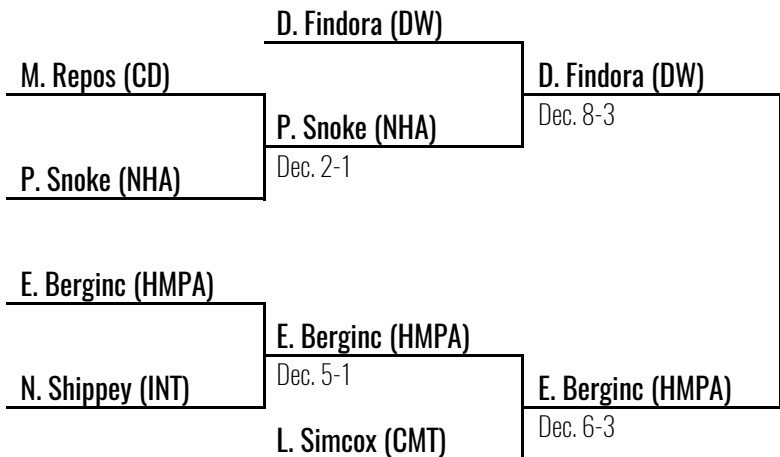 D. Findora (DW)
M. Repos (CD)
D. Findora (DW)
Dec. 8-3
P. Snoke (NHA)
Dec. 2-1
P. Snoke (NHA)
E. Berginc (HMPA)
E. Berginc (HMPA)
Dec. 5-1
N. Shippey (INT)
E. Berginc (HMPA)
Dec. 6-3
L. Simcox (CMT)